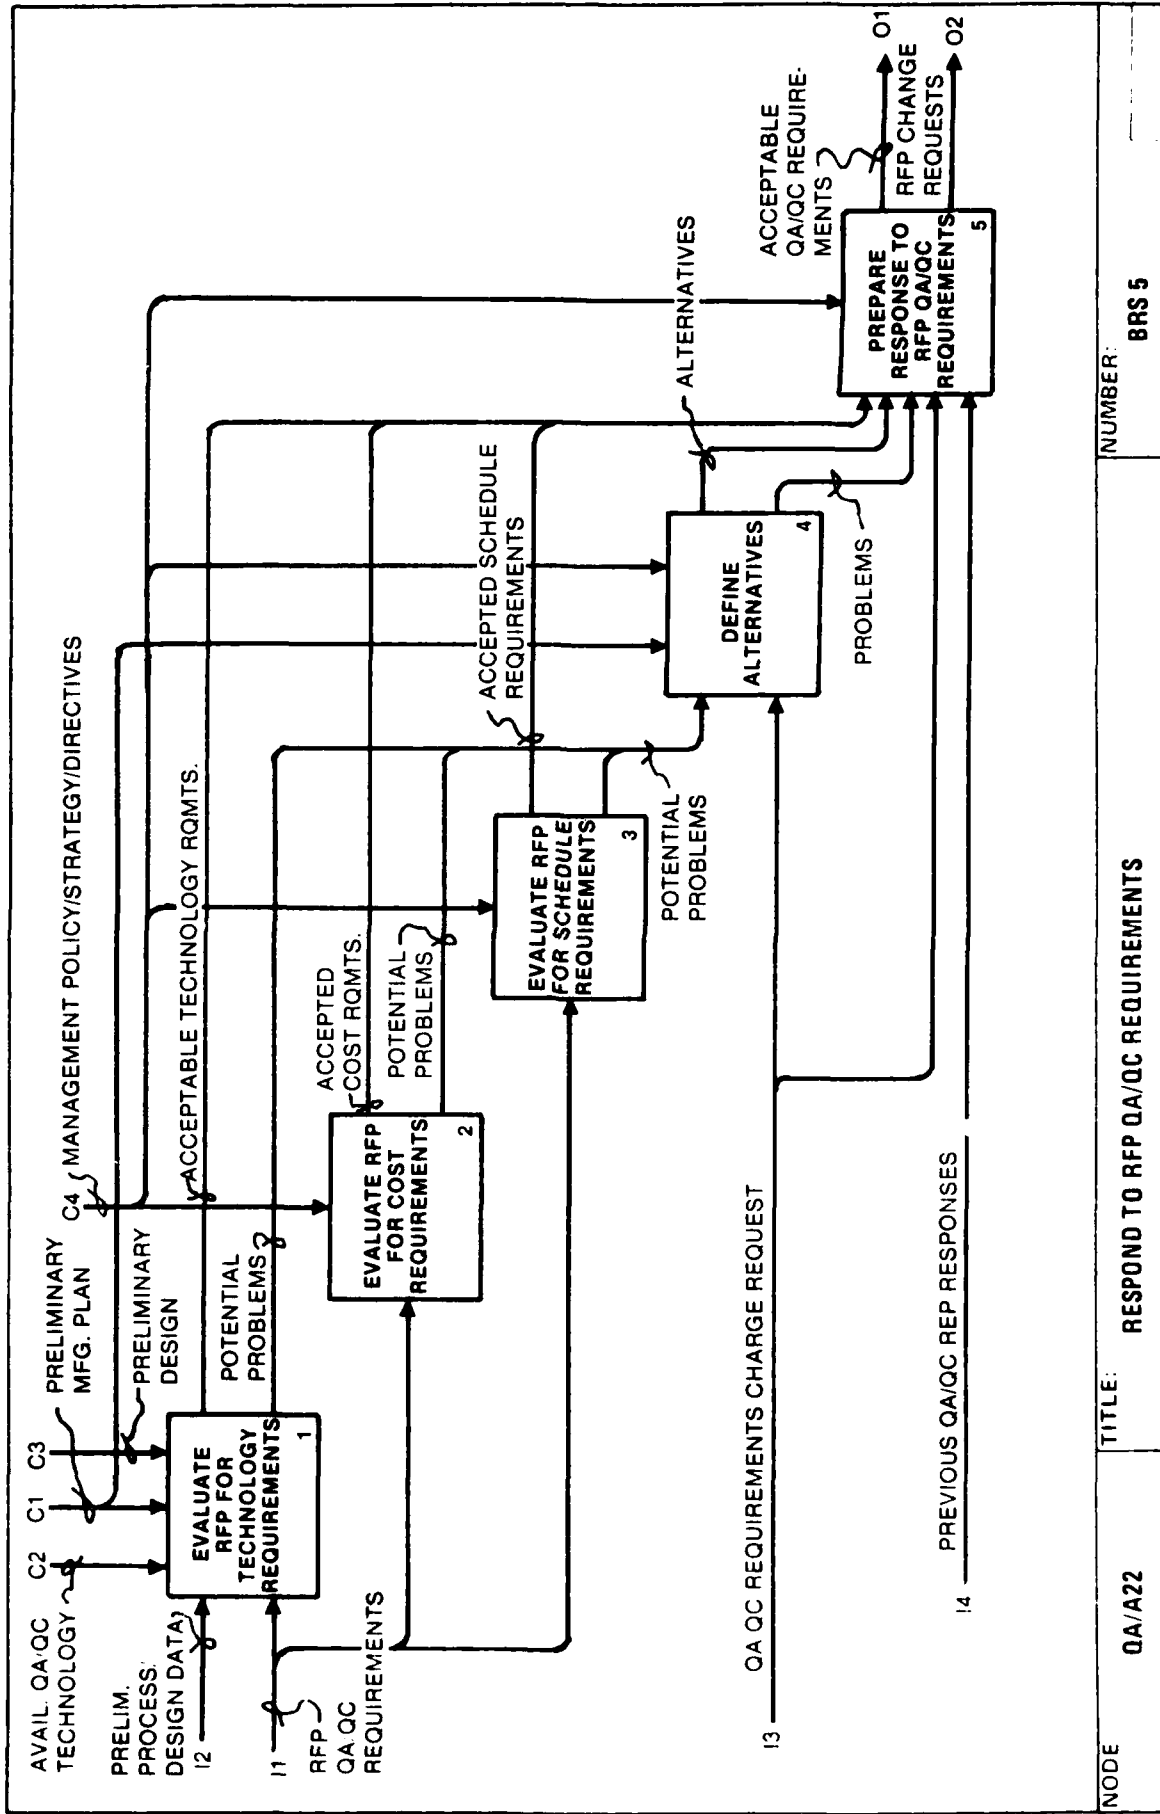 AVAIL. QA/QC
TECHNOLOGY
C2
C1
C3
PRELIMINARY
MFG. PLAN
PRELIMINARY
DESIGN
C4
MANAGEMENT POLICY/STRATEGY/DIRECTIVES
ACCEPTABLE TECHNOLOGY RQMTS.
PRELIM.
PROCESS/
DESIGN DATA
I2
I1
RFP
QA/QC
REQUIREMENTS
EVALUATE
RFP FOR
TECHNOLOGY
REQUIREMENTS
1
POTENTIAL
PROBLEMS
EVALUATE RFP
FOR COST
REQUIREMENTS
2
ACCEPTED
COST RQMTS.
POTENTIAL
PROBLEMS
EVALUATE RFP
FOR SCHEDULE
REQUIREMENTS
3
ACCEPTED SCHEDULE
REQUIREMENTS
POTENTIAL
PROBLEMS
DEFINE
ALTERNATIVES
4
ALTERNATIVES
PROBLEMS
PREPARE
RESPONSE TO
RFP QA/QC
REQUIREMENTS
5
ACCEPTABLE
QA/QC REQUIRE-
MENTS
O1
RFP CHANGE
REQUESTS
O2
I3
QA QC REQUIREMENTS CHARGE REQUEST
I4
PREVIOUS QA/QC REP RESPONSES
NODE
QA/A22
TITLE:
RESPOND TO RFP QA/QC REQUIREMENTS
NUMBER:
BRS 5